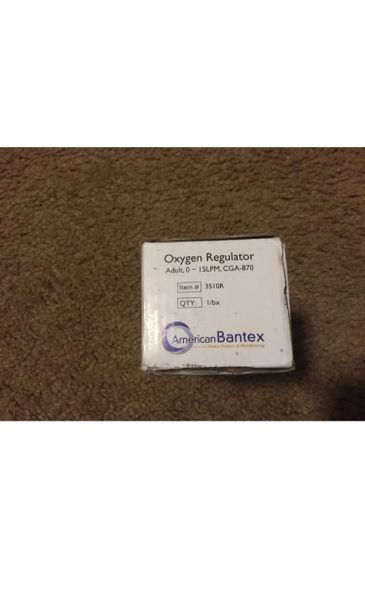 Oxygen Regulator
Adult, 0 - 15LPM, CGA-870
Item # 3510R
QTY: 1/bx
AmericanBantex